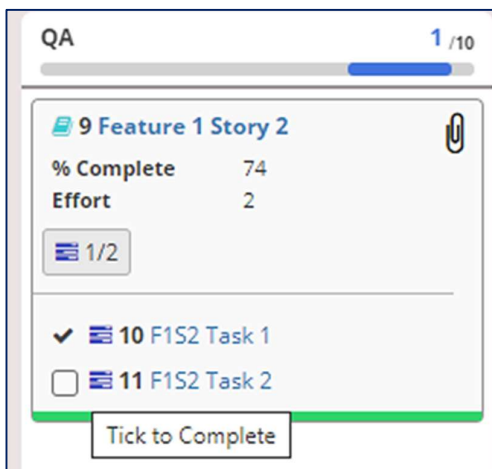 QA 1 /10
9 Feature 1 Story 2
% Complete 74
Effort 2
1/2
10 F1S2 Task 1
11 F1S2 Task 2
Tick to Complete